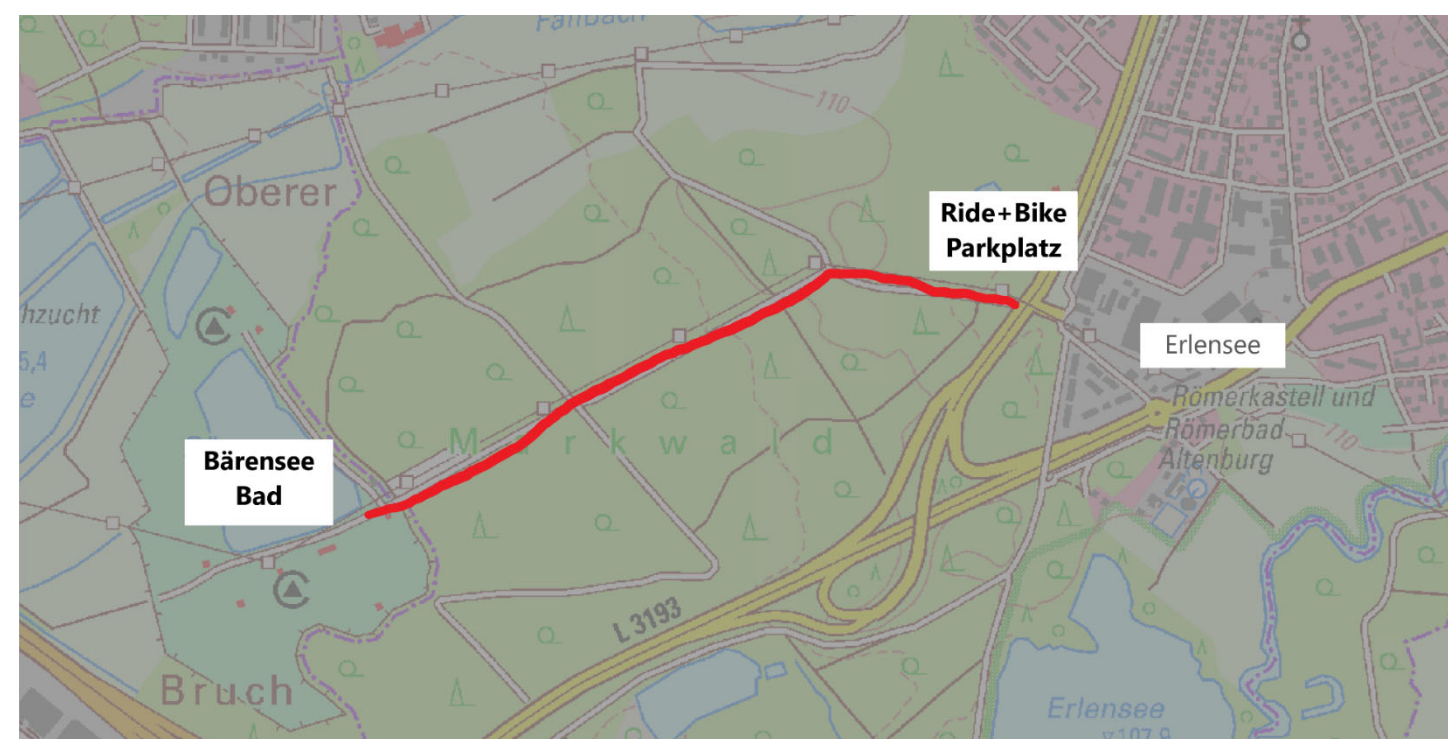 Fallbach
110
Oberer
Ride+Bike
Parkplatz
hzucht
5,4
e
Erlensee
Römerkastell und
Römerbad
Altenburg
110
Markwald
Bärensee
Bad
L 3193
Bruch
Erlensee
107,9